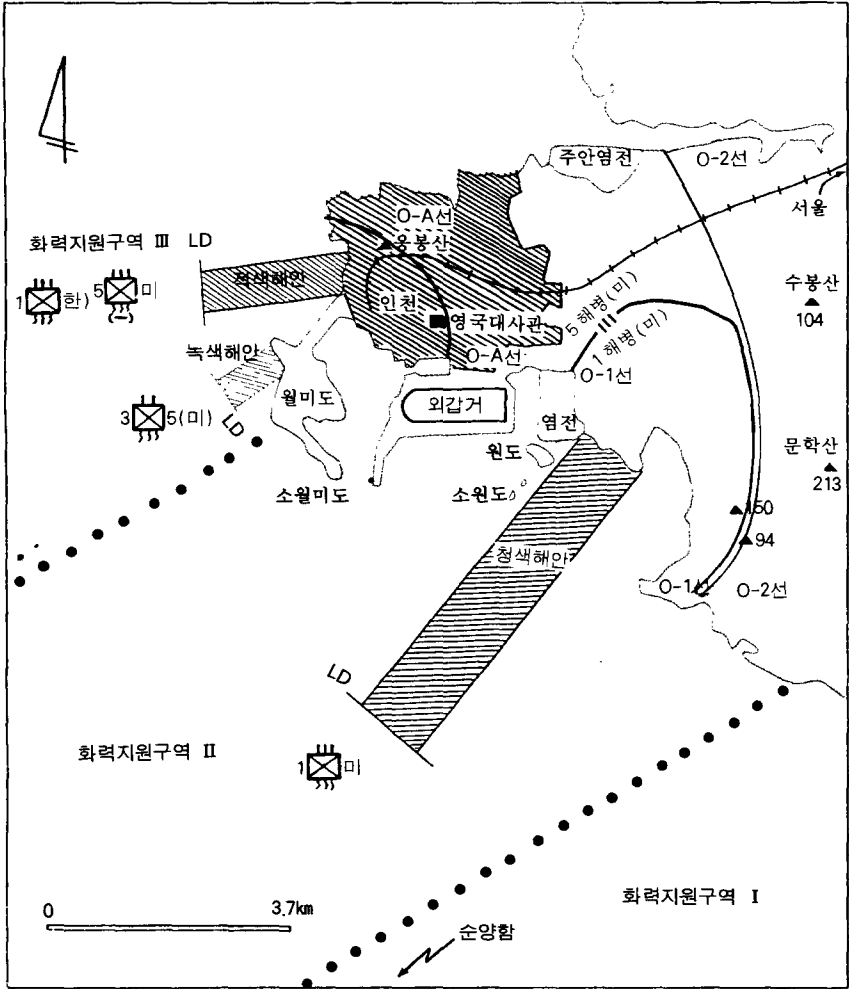 주안염전
O-2선
서울
O-A선
응봉산
화력지원구역 Ⅲ LD
적색해안
수봉산
104
1 (한)
5 미
인천
영국대사관
5 해병(미)
1 해병(미)
O-A선
O-1선
녹색해안
월미도
외갑거
염전
3 5(미)
LD
원도
문학산
213
소월미도
소원도
150
94
청색해안
O-1선
O-2선
LD
화력지원구역 Ⅱ
1 미
화력지원구역 Ⅰ
0 3.7km
순양함